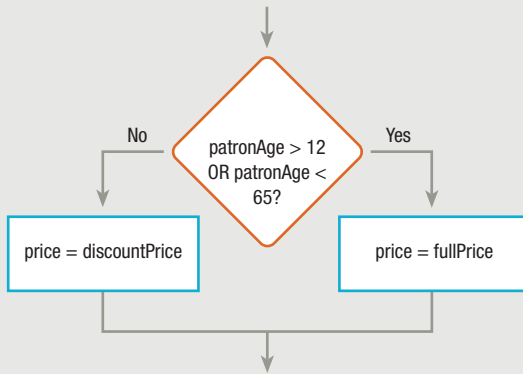 No
Yes
patronAge > 12
OR patronAge <
65?
price = discountPrice
price = fullPrice